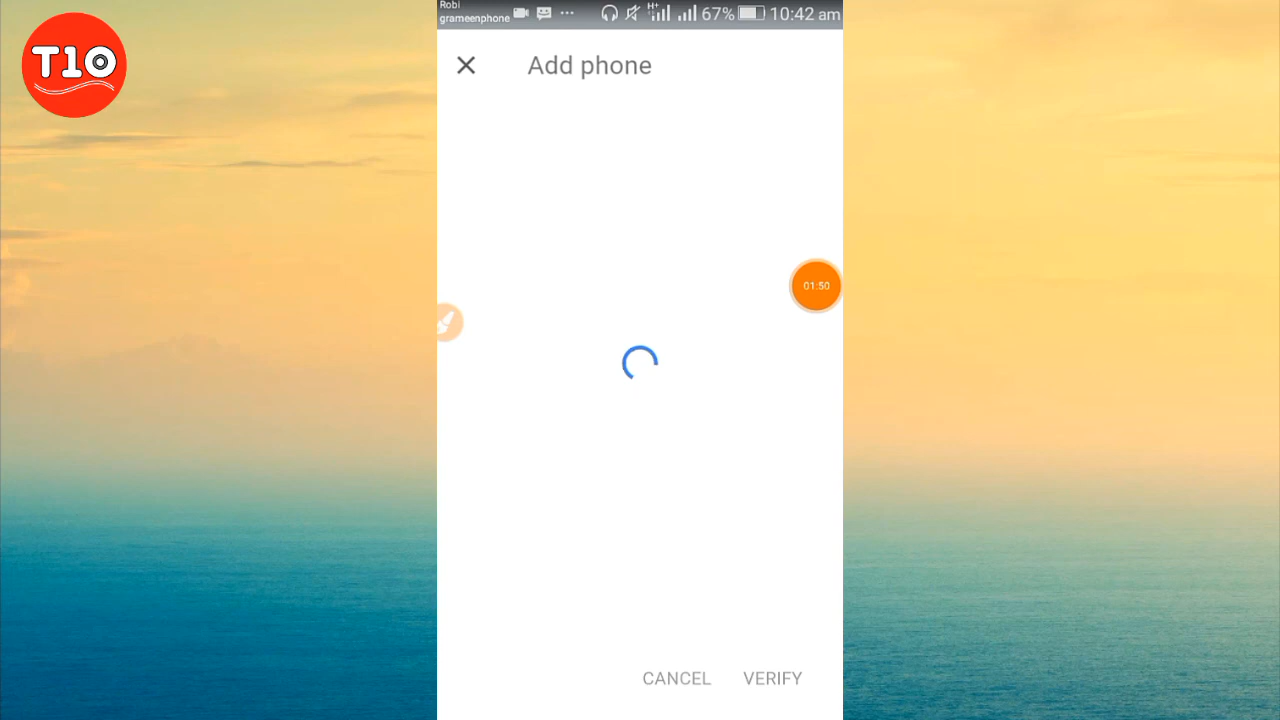 T10
Robi
grameenphone
67%
10:42 am
Add phone
01:50
CANCEL
VERIFY